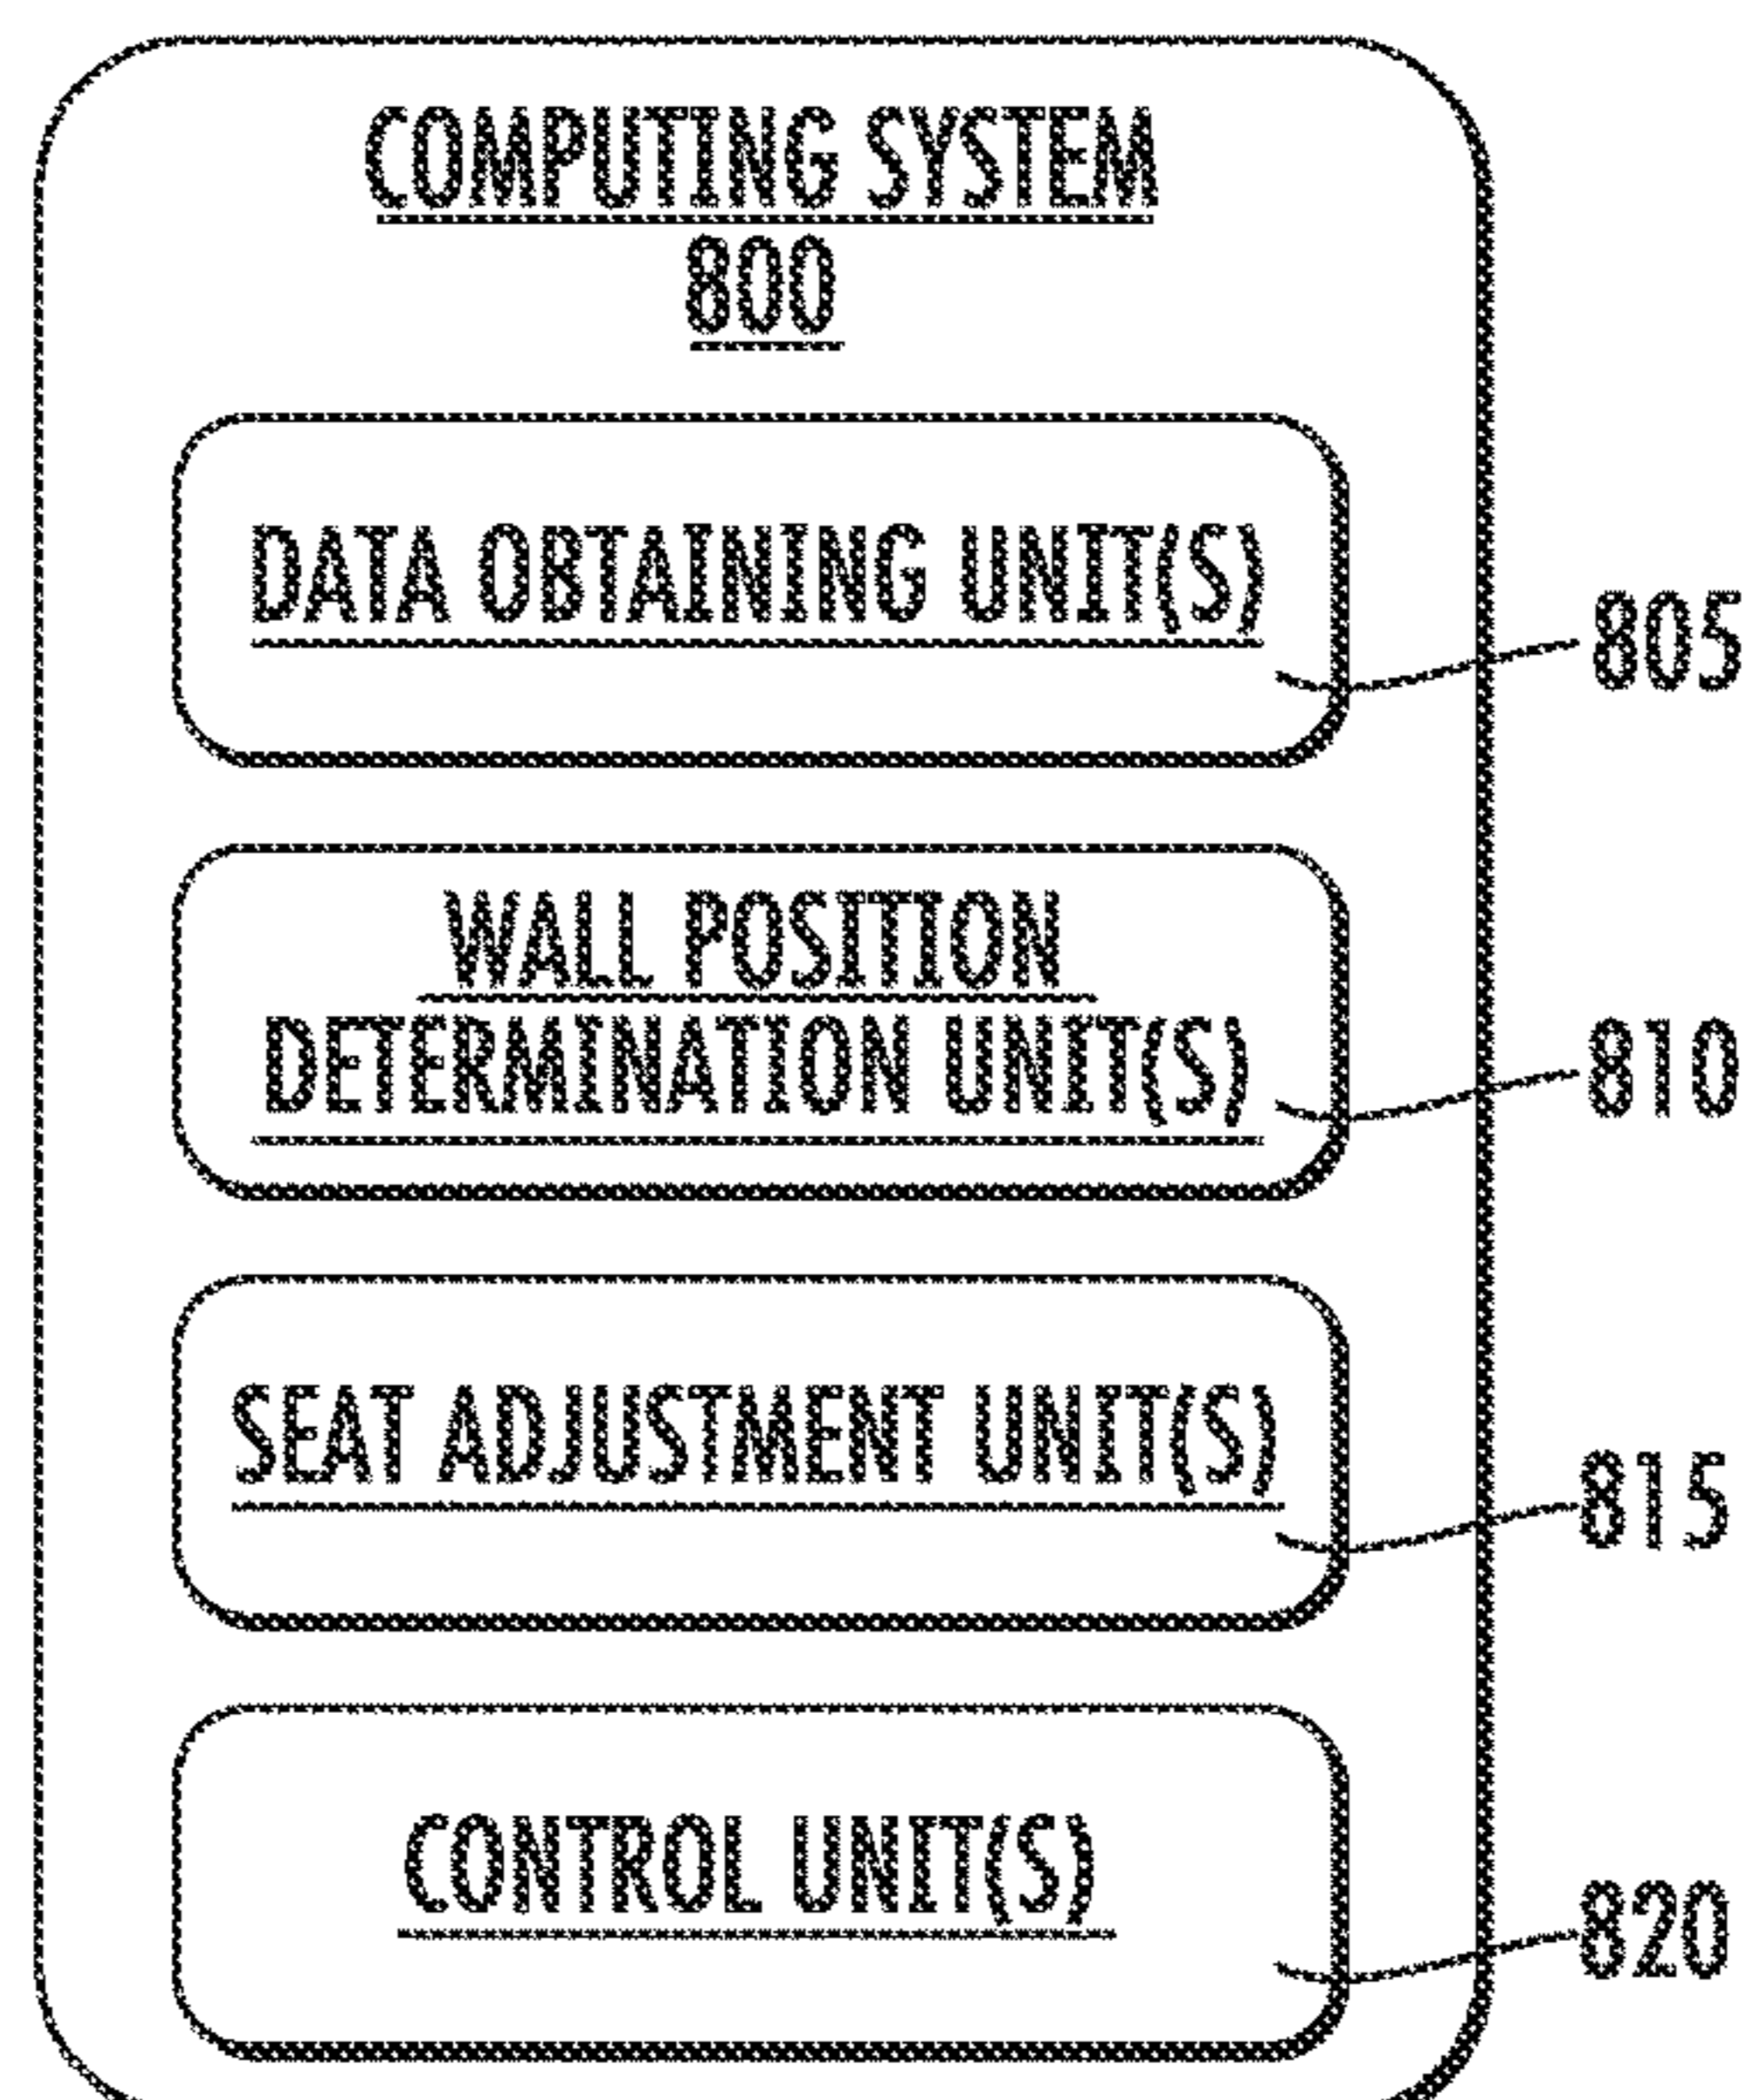 COMPUTING SYSTEM
800
DATA OBTAINING UNIT(S)
805
WALL POSITION
DETERMINATION UNIT(S)
810
SEAT ADJUSTMENT UNIT(S)
815
CONTROL UNIT(S)
820